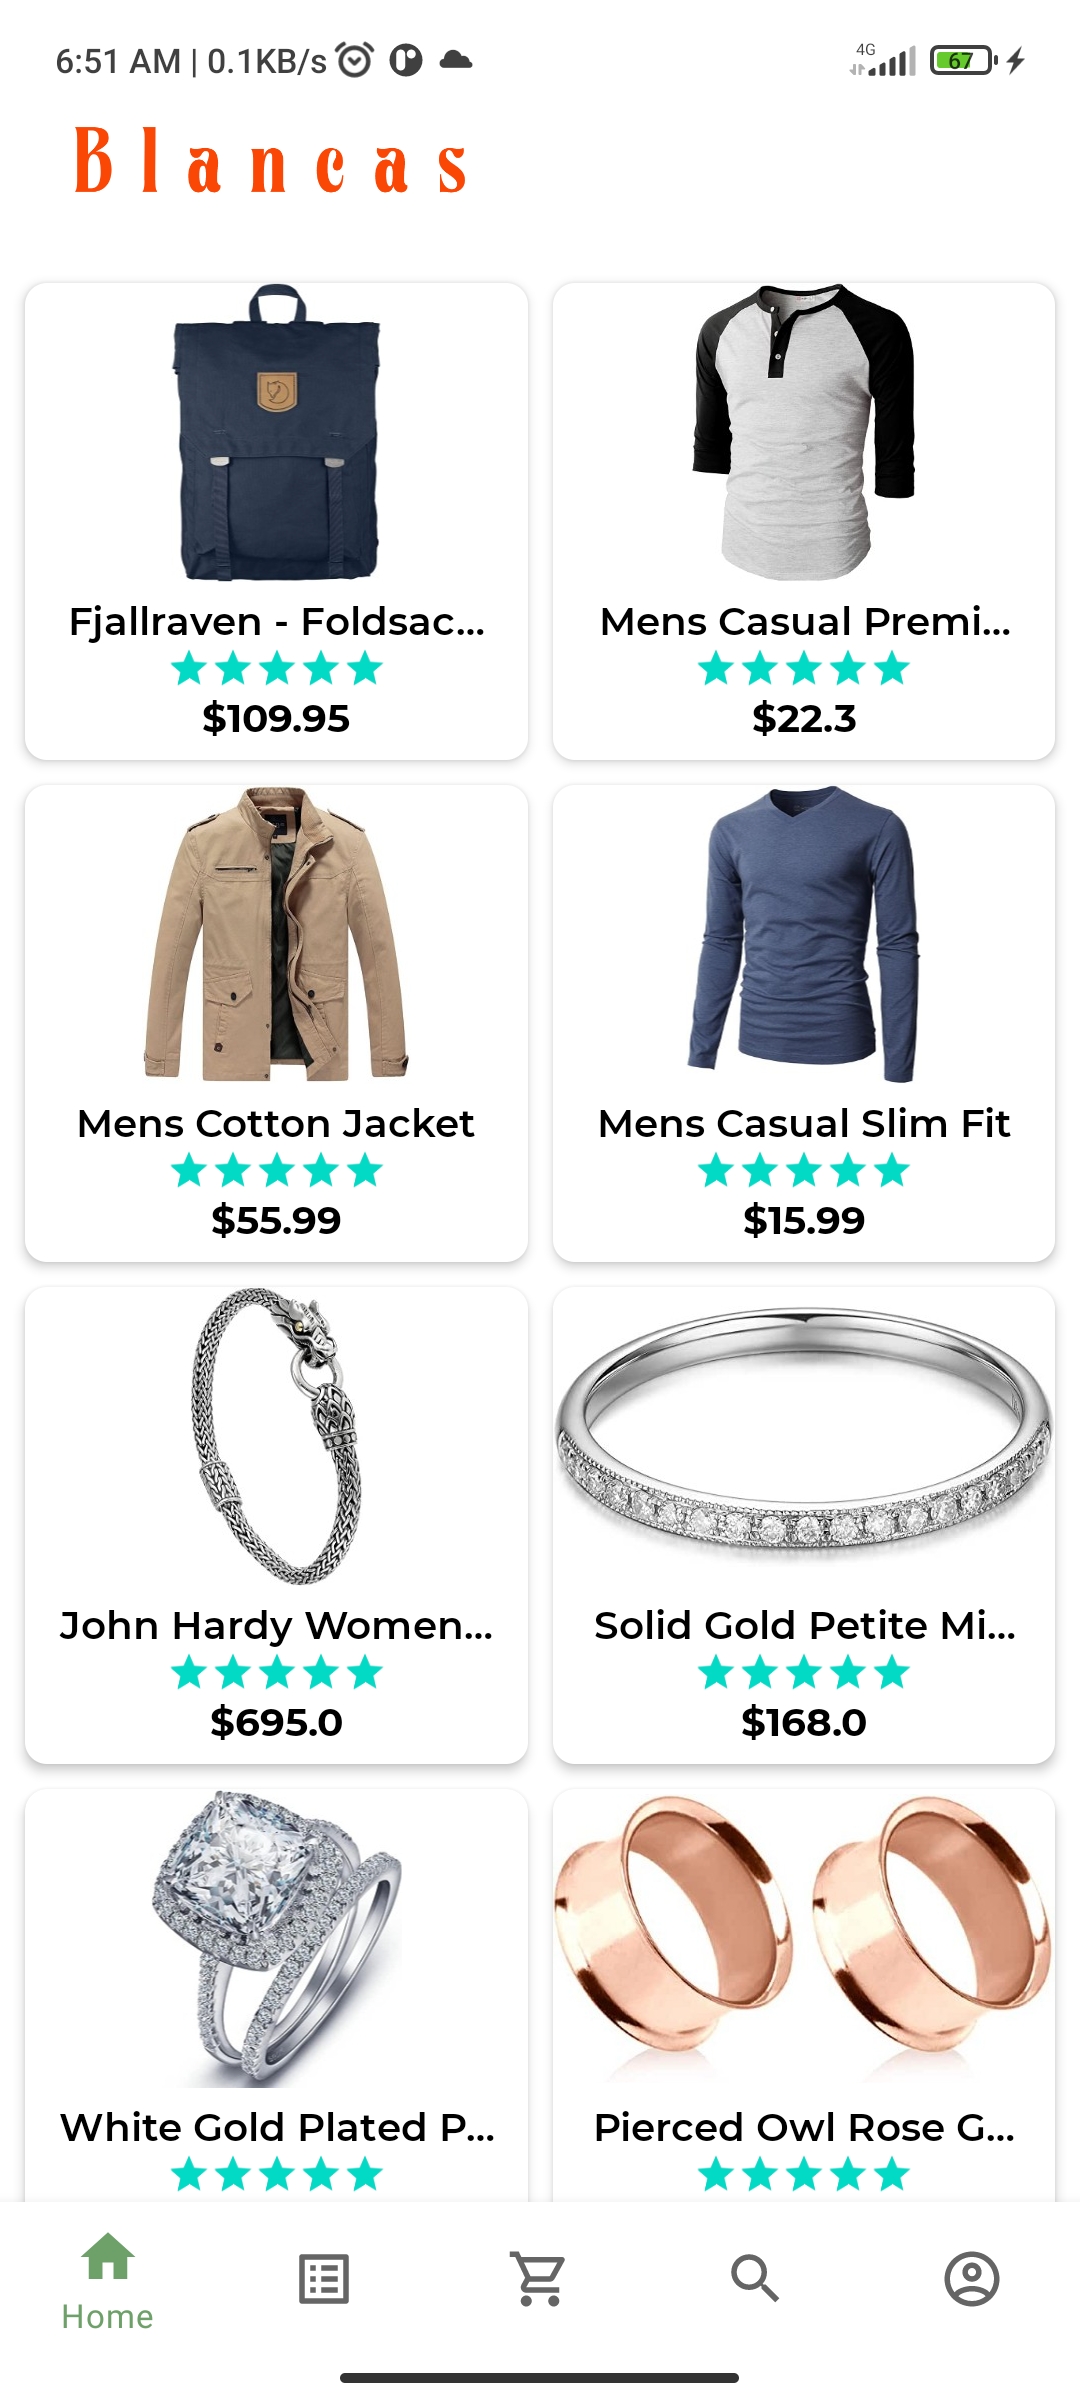 6:51 AM | 0.1KB/s
4G
67
Blancas
Fjallraven - Foldsac...
$109.95
Mens Casual Premi...
$22.3
Mens Cotton Jacket
$55.99
Mens Casual Slim Fit
$15.99
John Hardy Women...
$695.0
Solid Gold Petite Mi...
$168.0
White Gold Plated P...
Pierced Owl Rose G...
Home